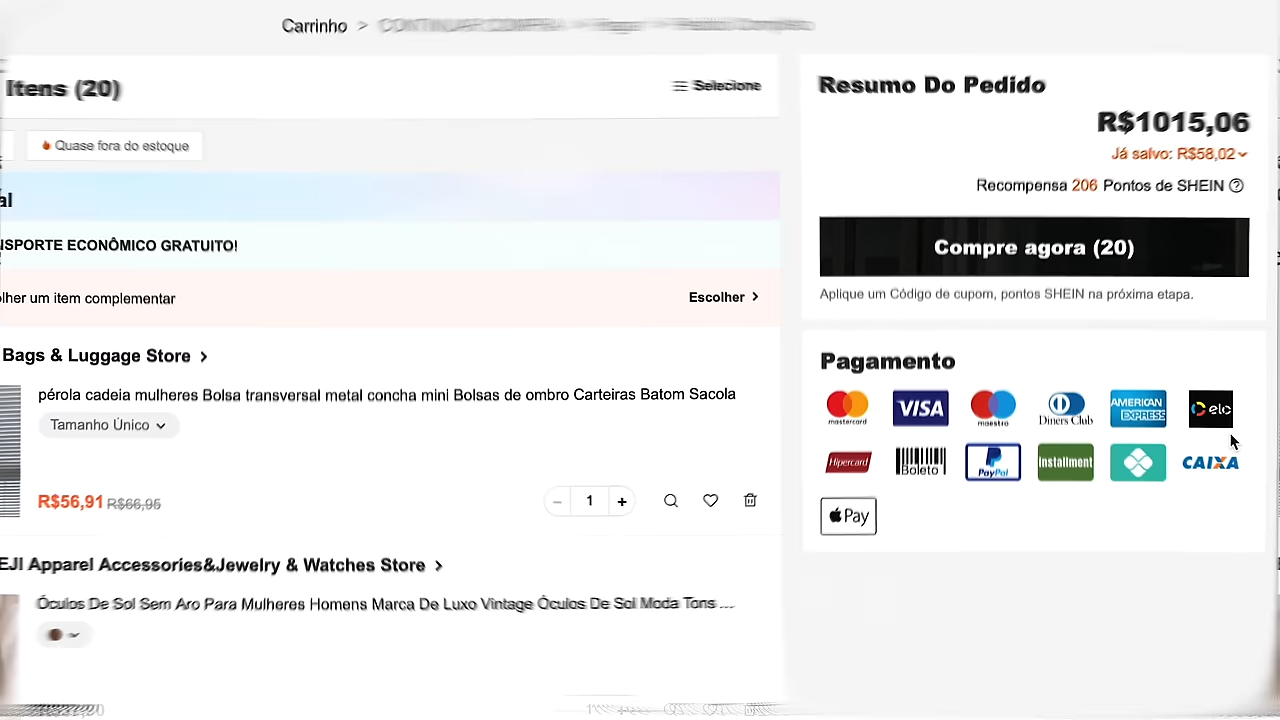 Carrinho >
Itens (20)
Selecione
Quase fora do estoque
al
NSPORTE ECONÔMICO GRATUITO!
olher um item complementar
Escolher >
Bags & Luggage Store >
pérola cadeia mulheres Bolsa transversal metal concha mini Bolsas de ombro Carteiras Batom Sacola
Tamanho Único
R$56,91 R$66,95
− 1 +
EJI Apparel Accessories&Jewelry & Watches Store >
Óculos De Sol Sem Aro Para Mulheres Homens Marca De Luxo Vintage Óculos De Sol Moda Tons ...
Resumo Do Pedido
R$1015,06
Já salvo: R$58,02
Recompensa 206 Pontos de SHEIN ?
Compre agora (20)
Aplique um Código de cupom, pontos SHEIN na próxima etapa.
Pagamento
mastercard VISA maestro Diners Club AMERICAN EXPRESS elo
Hipercard Boleto PayPal Installment CAIXA
Pay